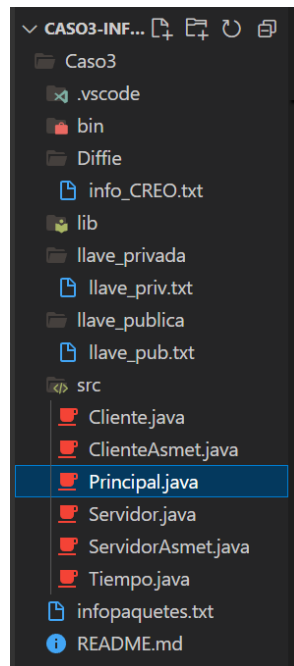 CASO3-INF...
Caso3
.vscode
bin
Diffie
info_CREO.txt
lib
llave_privada
llave_priv.txt
llave_publica
llave_pub.txt
src
Cliente.java
ClienteAsmet.java
Principal.java
Servidor.java
ServidorAsmet.java
Tiempo.java
infopaquetes.txt
README.md